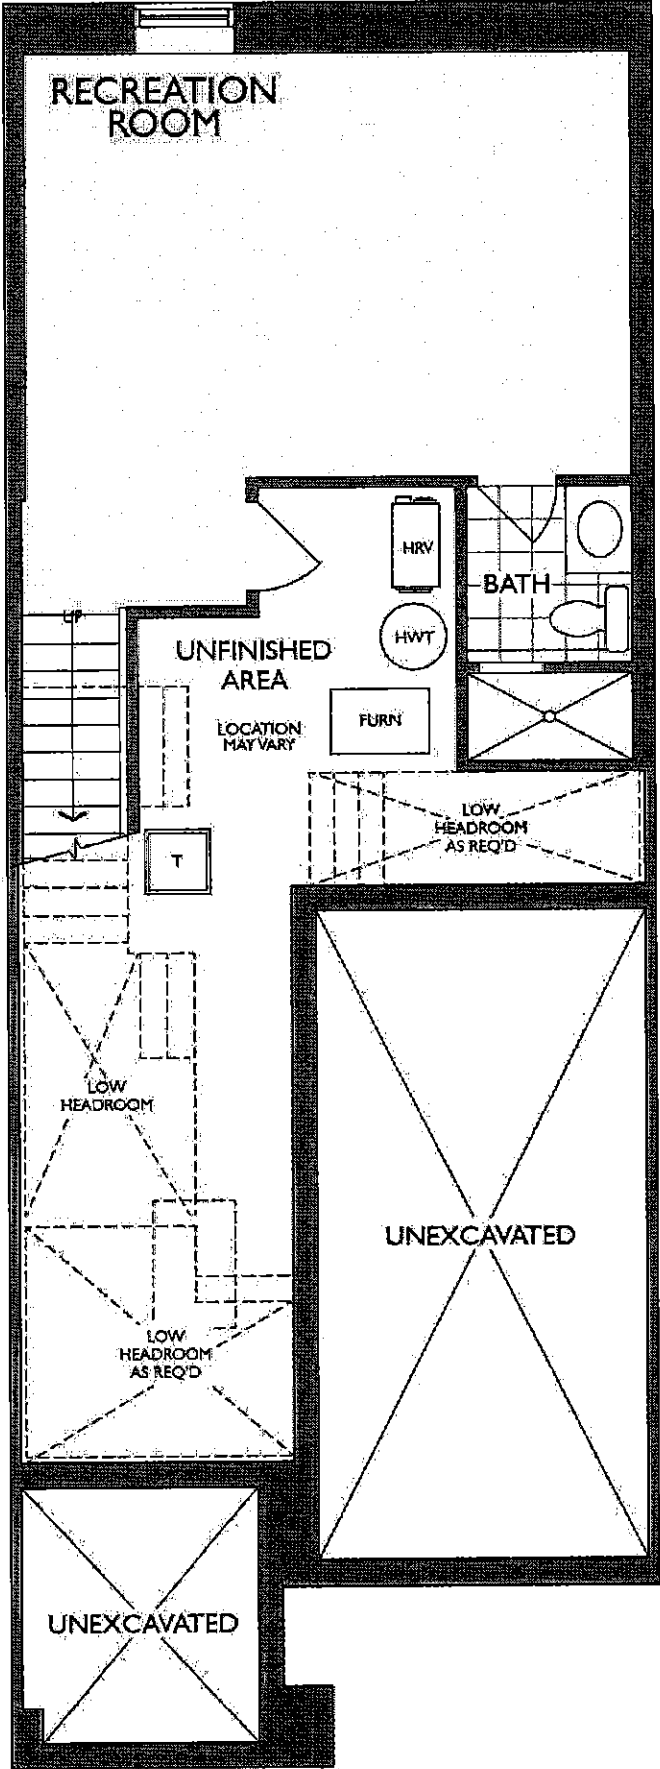 RECREATION
ROOM
HRV
BATH
UP
HWT
UNFINISHED
AREA
LOCATION
MAY VARY
FURN
LOW
HEADROOM
AS REQ'D
T
LOW
HEADROOM
UNEXCAVATED
LOW
HEADROOM
AS REQ'D
UNEXCAVATED